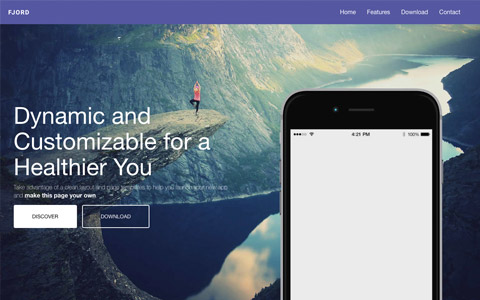 FJORD
Home Features Download Contact
Dynamic and
Customizable for a
Healthier You
Take advantage of a clean layout and page templates to help you launch your new app
and make this page your own
DISCOVER DOWNLOAD
4:21 PM 100%